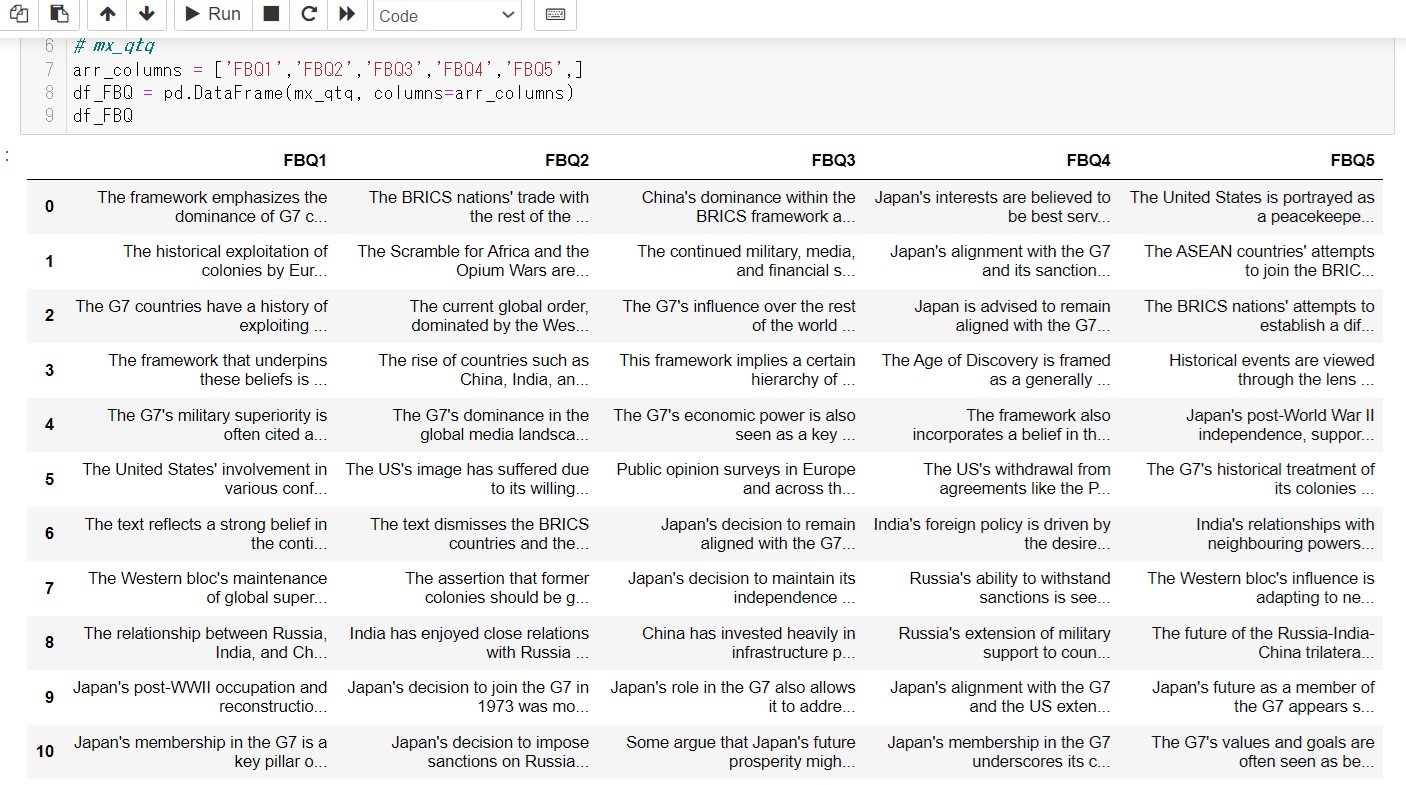 Run
Code
6 # mx_qtq
7 arr_columns = ['FBQ1','FBQ2','FBQ3','FBQ4','FBQ5',]
8 df_FBQ = pd.DataFrame(mx_qtq, columns=arr_columns)
9 df_FBQ
:
FBQ1 FBQ2 FBQ3 FBQ4 FBQ5
0 The framework emphasizes the dominance of G7 c... The BRICS nations' trade with the rest of the ... China's dominance within the BRICS framework a... Japan's interests are believed to be best serv... The United States is portrayed as a peacekeepe...
1 The historical exploitation of colonies by Eur... The Scramble for Africa and the Opium Wars are... The continued military, media, and financial s... Japan's alignment with the G7 and its sanction... The ASEAN countries' attempts to join the BRIC...
2 The G7 countries have a history of exploiting ... The current global order, dominated by the Wes... The G7's influence over the rest of the world ... Japan is advised to remain aligned with the G7... The BRICS nations' attempts to establish a dif...
3 The framework that underpins these beliefs is ... The rise of countries such as China, India, an... This framework implies a certain hierarchy of ... The Age of Discovery is framed as a generally ... Historical events are viewed through the lens ...
4 The G7's military superiority is often cited a... The G7's dominance in the global media landsca... The G7's economic power is also seen as a key ... The framework also incorporates a belief in th... Japan's post-World War II independence, suppor...
5 The United States' involvement in various conf... The US's image has suffered due to its willing... Public opinion surveys in Europe and across th... The US's withdrawal from agreements like the P... The G7's historical treatment of its colonies ...
6 The text reflects a strong belief in the conti... The text dismisses the BRICS countries and the... Japan's decision to remain aligned with the G7... India's foreign policy is driven by the desire... India's relationships with neighbouring powers...
7 The Western bloc's maintenance of global super... The assertion that former colonies should be g... Japan's decision to maintain its independence ... Russia's ability to withstand sanctions is see... The Western bloc's influence is adapting to ne...
8 The relationship between Russia, India, and Ch... India has enjoyed close relations with Russia ... China has invested heavily in infrastructure p... Russia's extension of military support to coun... The future of the Russia-India-China trilatera...
9 Japan's post-WWII occupation and reconstructio... Japan's decision to join the G7 in 1973 was mo... Japan's role in the G7 also allows it to addre... Japan's alignment with the G7 and the US exten... Japan's future as a member of the G7 appears s...
10 Japan's membership in the G7 is a key pillar o... Japan's decision to impose sanctions on Russia... Some argue that Japan's future prosperity migh... Japan's membership in the G7 underscores its c... The G7's values and goals are often seen as be...